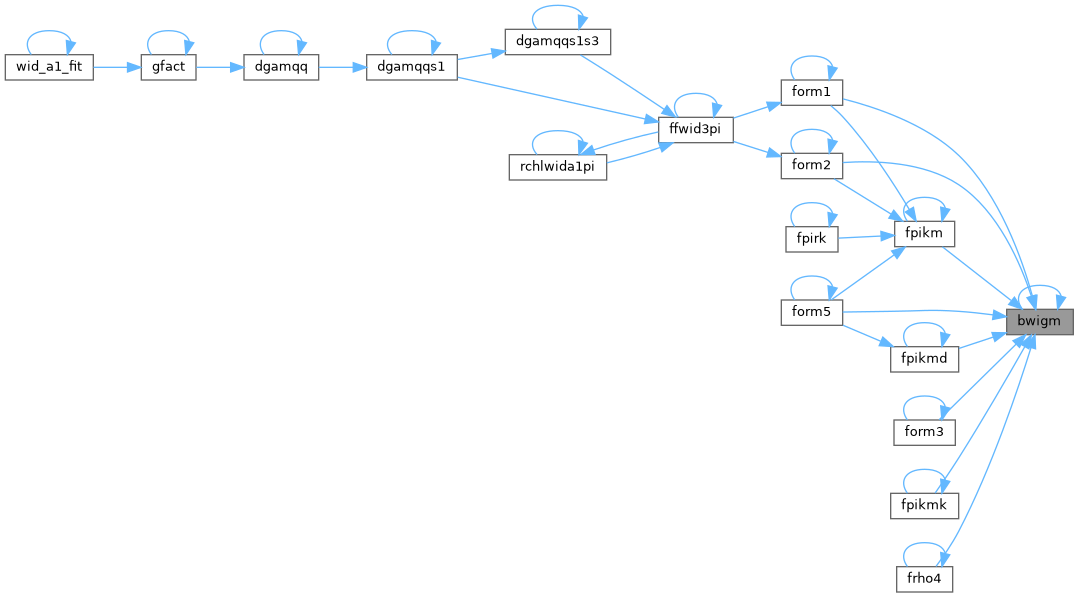 wid_a1_fit
gfact
dgamqq
dgamqqs1
dgamqqs1s3
rchlwida1pi
ffwid3pi
form1
form2
fpirk
form5
fpikm
fpikmd
form3
fpikmk
frho4
bwigm